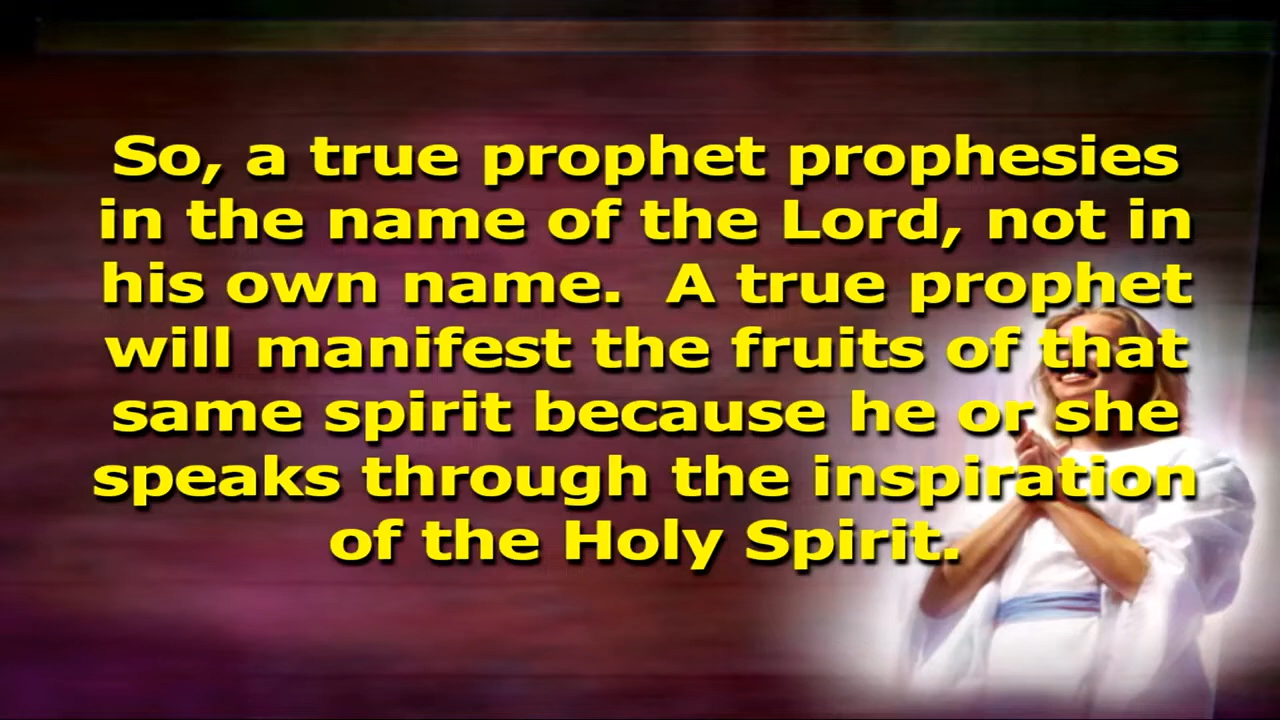 So, a true prophet prophesies
in the name of the Lord, not in
his own name.  A true prophet
will manifest the fruits of that
same spirit because he or she
speaks through the inspiration
of the Holy Spirit.